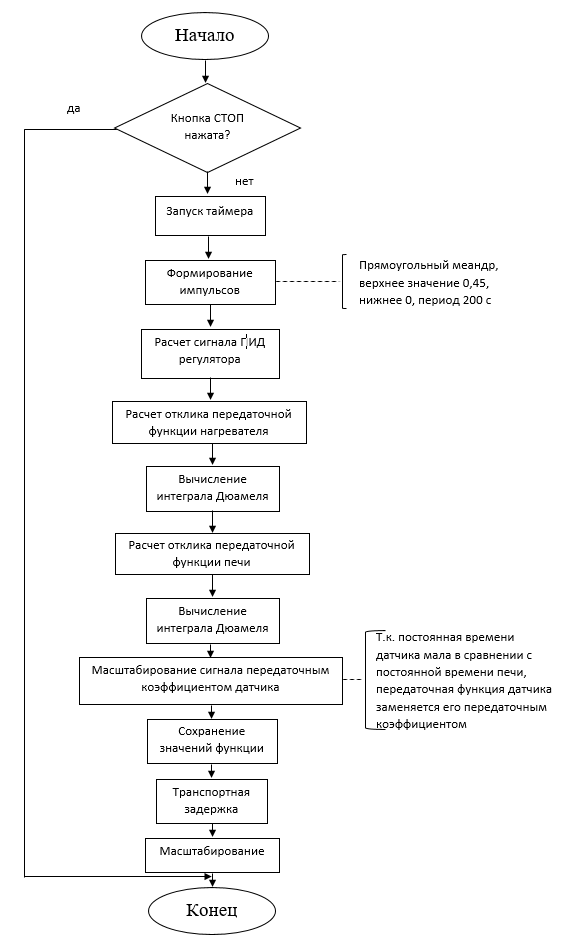 Начало
да
Кнопка СТОП
нажата?
нет
Запуск таймера
Формирование
импульсов
Прямоугольный меандр,
верхнее значение 0,45,
нижнее 0, период 200 с
Расчет сигнала ПИД
регулятора
Расчет отклика передаточной
функции нагревателя
Вычисление
интеграла Дюамеля
Расчет отклика передаточной
функции печи
Вычисление
интеграла Дюамеля
Масштабирование сигнала передаточным
коэффициентом датчика
Т.к. постоянная времени
датчика мала в сравнении с
постоянной времени печи,
передаточная функция датчика
заменяется его передаточным
коэффициентом
Сохранение
значений функции
Транспортная
задержка
Масштабирование
Конец